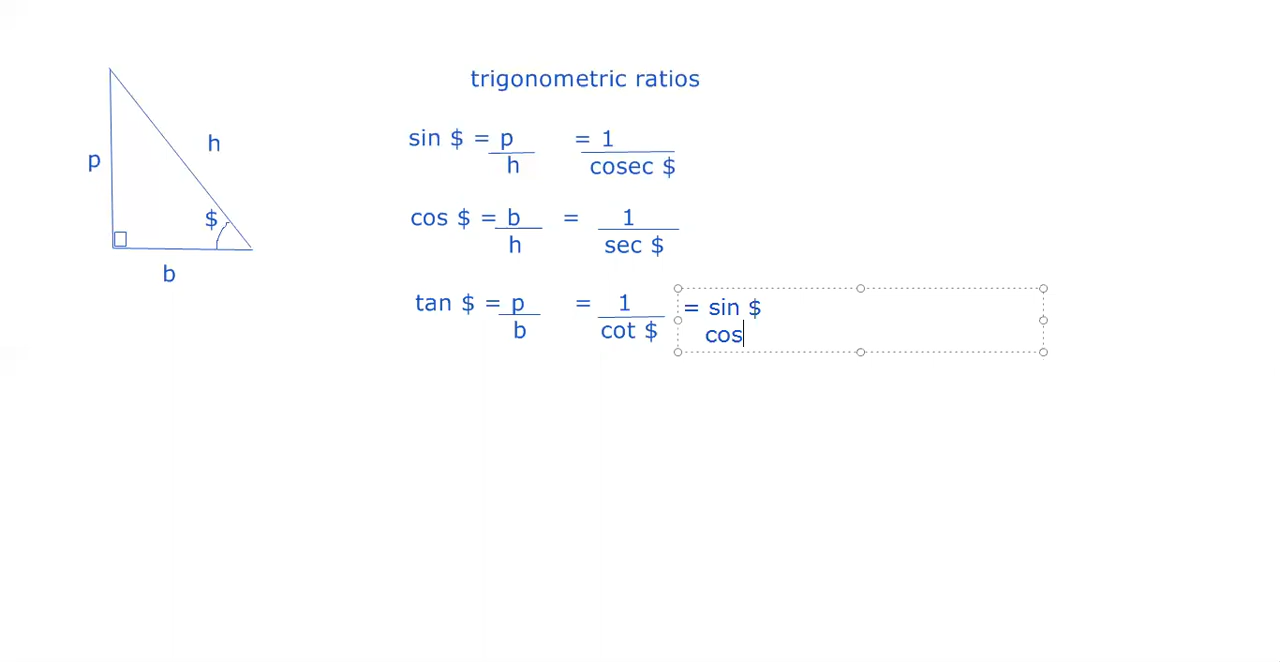 trigonometric ratios
p
h
$
b
sin $ = p = 1
h cosec $
cos $ = b = 1
h sec $
tan $ = p = 1 = sin $
b cot $ cos